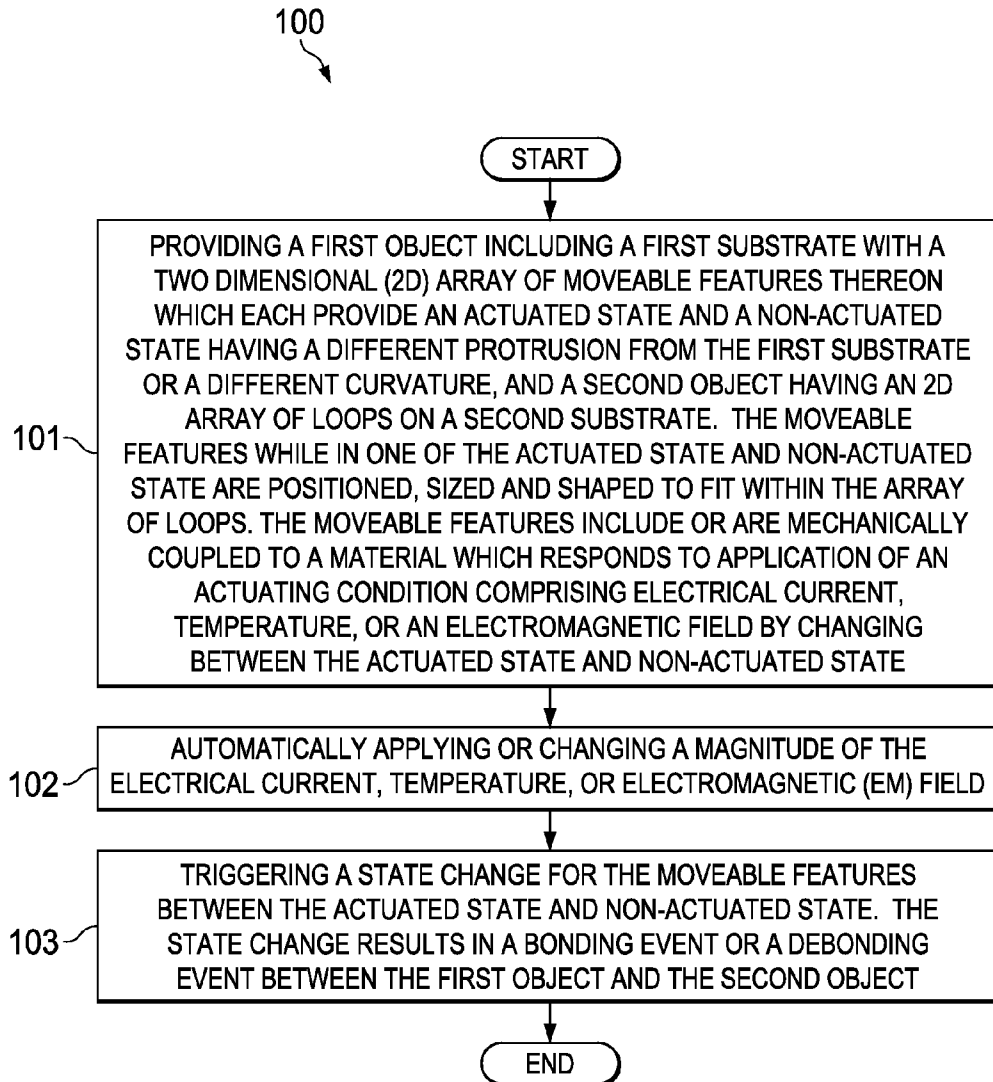 100
START
PROVIDING A FIRST OBJECT INCLUDING A FIRST SUBSTRATE WITH A
TWO DIMENSIONAL (2D) ARRAY OF MOVEABLE FEATURES THEREON
WHICH EACH PROVIDE AN ACTUATED STATE AND A NON-ACTUATED
STATE HAVING A DIFFERENT PROTRUSION FROM THE FIRST SUBSTRATE
OR A DIFFERENT CURVATURE, AND A SECOND OBJECT HAVING AN 2D
ARRAY OF LOOPS ON A SECOND SUBSTRATE. THE MOVEABLE
FEATURES WHILE IN ONE OF THE ACTUATED STATE AND NON-ACTUATED
STATE ARE POSITIONED, SIZED AND SHAPED TO FIT WITHIN THE ARRAY
OF LOOPS. THE MOVEABLE FEATURES INCLUDE OR ARE MECHANICALLY
COUPLED TO A MATERIAL WHICH RESPONDS TO APPLICATION OF AN
ACTUATING CONDITION COMPRISING ELECTRICAL CURRENT,
TEMPERATURE, OR AN ELECTROMAGNETIC FIELD BY CHANGING
BETWEEN THE ACTUATED STATE AND NON-ACTUATED STATE
101
AUTOMATICALLY APPLYING OR CHANGING A MAGNITUDE OF THE
ELECTRICAL CURRENT, TEMPERATURE, OR ELECTROMAGNETIC (EM) FIELD
102
TRIGGERING A STATE CHANGE FOR THE MOVEABLE FEATURES
BETWEEN THE ACTUATED STATE AND NON-ACTUATED STATE. THE
STATE CHANGE RESULTS IN A BONDING EVENT OR A DEBONDING
EVENT BETWEEN THE FIRST OBJECT AND THE SECOND OBJECT
103
END